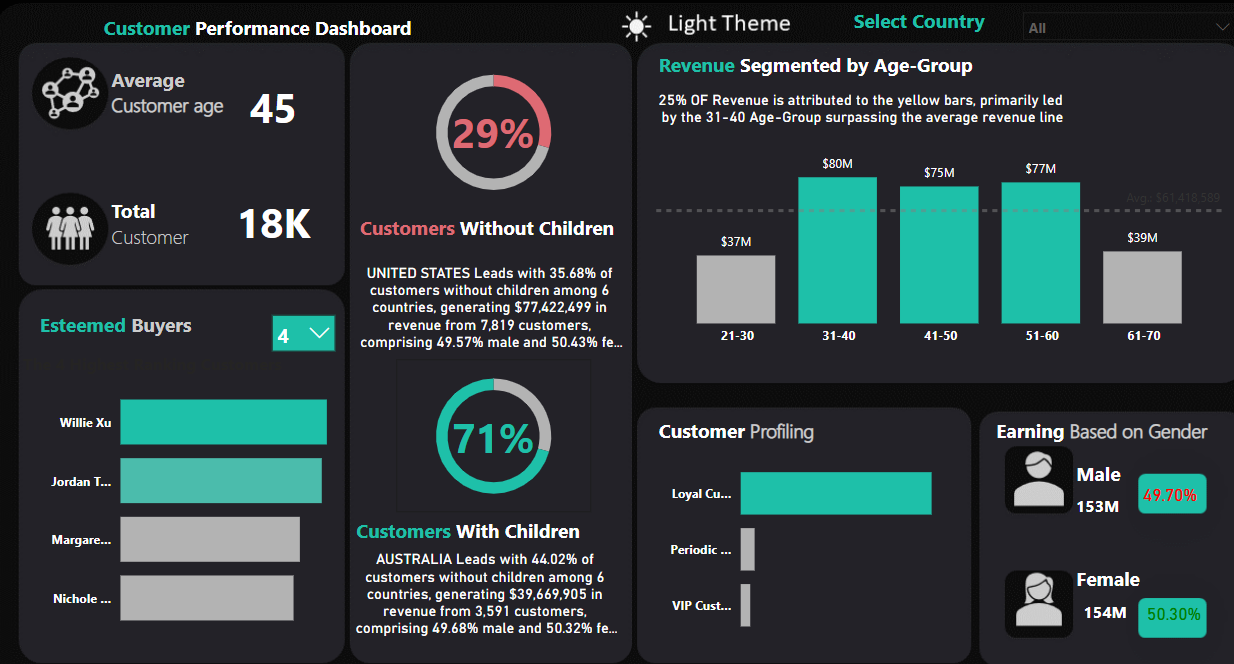 Customer Performance Dashboard
Light Theme
Select Country
All
Average
Customer age
45
Total
Customer
18K
Esteemed Buyers
4
Willie Xu
Jordan T...
Margare...
Nichole ...
29%
Customers Without Children
UNITED STATES Leads with 35.68% of
customers without children among 6
countries, generating $77,422,499 in
revenue from 7,819 customers,
comprising 49.57% male and 50.43% fe...
71%
Customers With Children
AUSTRALIA Leads with 44.02% of
customers without children among 6
countries, generating $39,669,905 in
revenue from 3,591 customers,
comprising 49.68% male and 50.32% fe...
Revenue Segmented by Age-Group
25% OF Revenue is attributed to the yellow bars, primarily led
by the 31-40 Age-Group surpassing the average revenue line
$80M
$75M
$77M
Avg.: $61,418,589
$37M
$39M
21-30
31-40
41-50
51-60
61-70
Customer Profiling
Loyal Cu...
Periodic ...
VIP Cust...
Earning Based on Gender
Male
153M
49.70%
Female
154M
50.30%